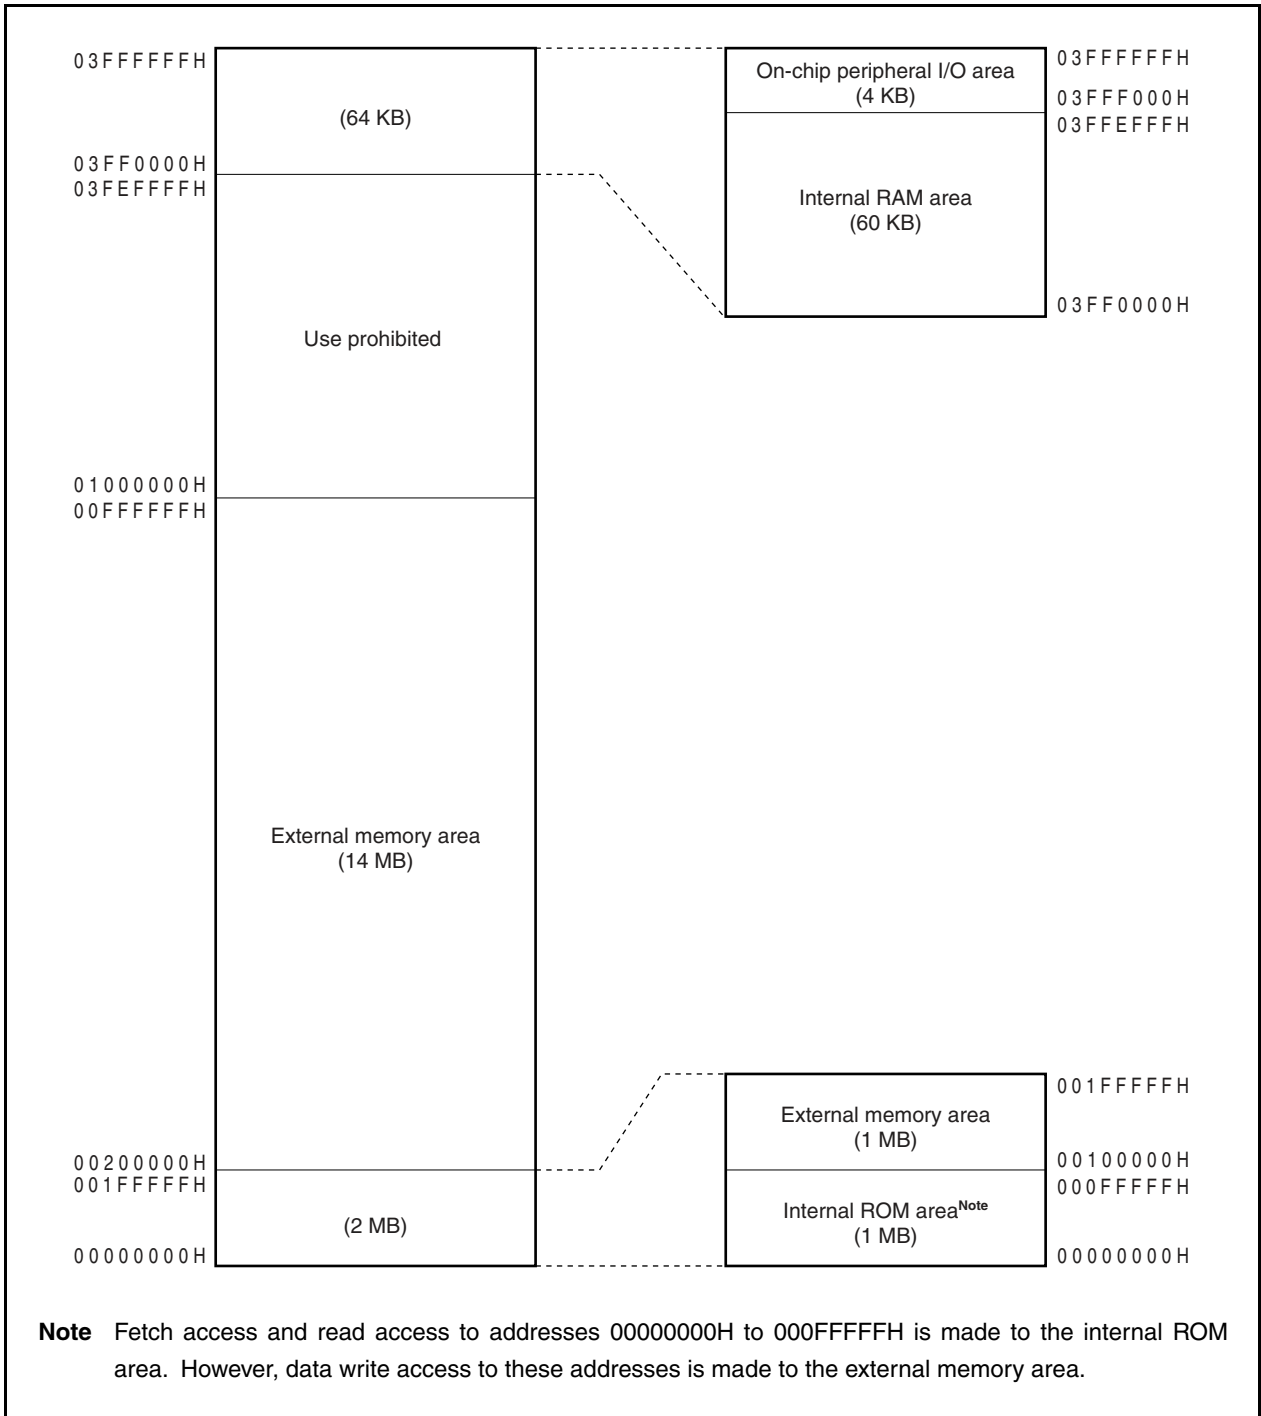 03FFFFFFH
(64 KB)
03FF0000H
03FEFFFFH
Use prohibited
01000000H
00FFFFFFH
External memory area
(14 MB)
00200000H
001FFFFFH
(2 MB)
00000000H
On-chip peripheral I/O area
(4 KB)
03FFFFFFH
03FFF000H
03FFEFFFH
Internal RAM area
(60 KB)
03FF0000H
001FFFFFH
External memory area
(1 MB)
00100000H
000FFFFFH
Internal ROM areaNote
(1 MB)
00000000H
Note Fetch access and read access to addresses 00000000H to 000FFFFFH is made to the internal ROM
area. However, data write access to these addresses is made to the external memory area.